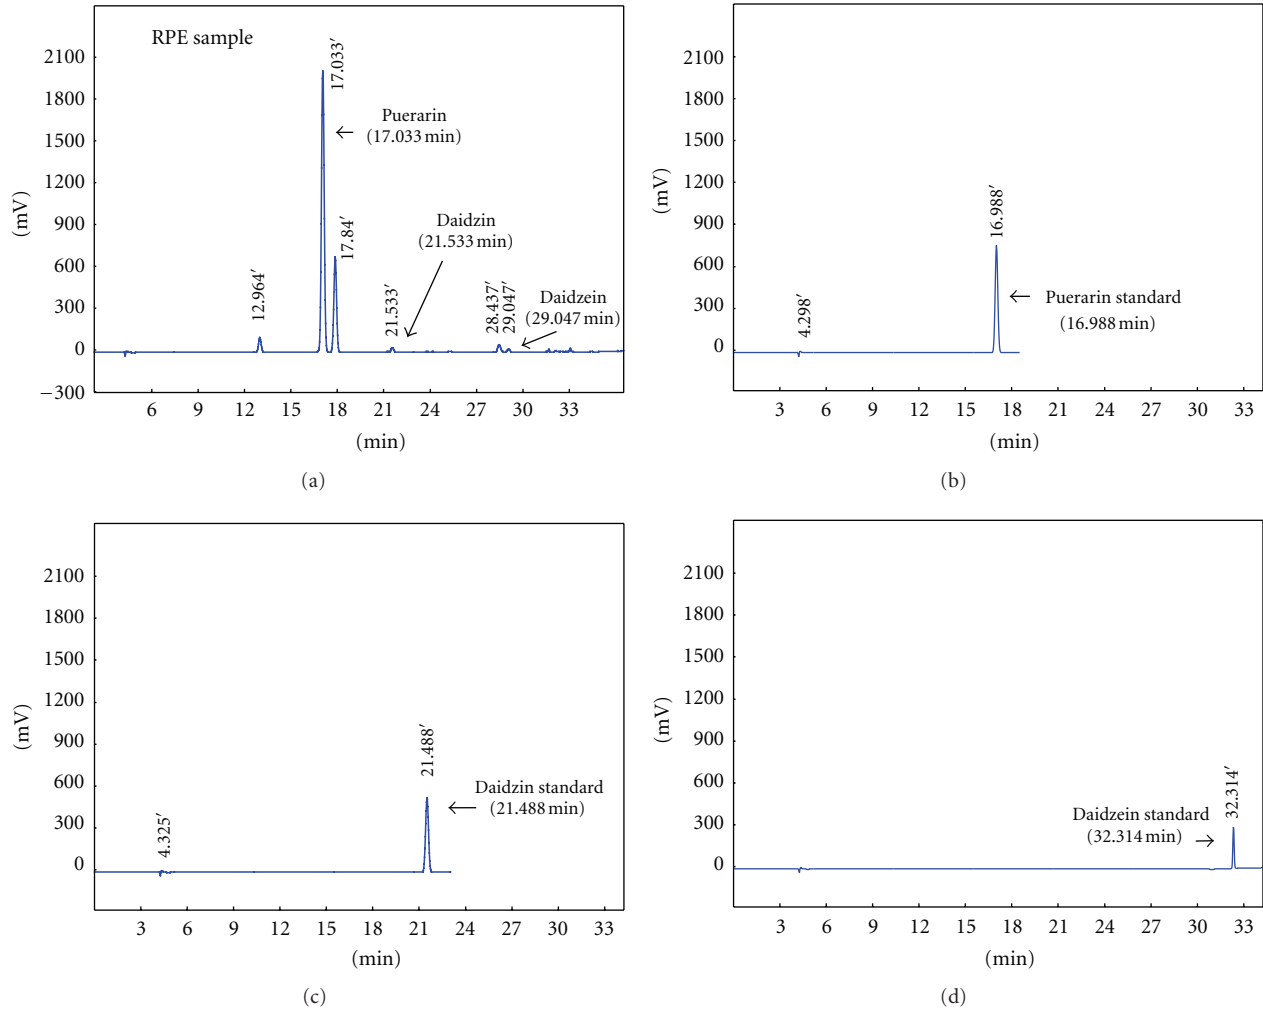 RPE sample
2100
1800
1500
1200
900
600
300
0
−300
(mV)
12.964′
17.033′
17.84′
21.533′
28.437′
29.047′
Puerarin
(17.033 min)
Daidzin
(21.533 min)
Daidzein
(29.047 min)
6 9 12 15 18 21 24 27 30 33
(min)
(a)
2100
1800
1500
1200
900
600
300
0
(mV)
4.298′
16.988′
Puerarin standard
(16.988 min)
3 6 9 12 15 18 21 24 27 30 33
(min)
(b)
2100
1800
1500
1200
900
600
300
0
(mV)
4.325′
21.488′
Daidzin standard
(21.488 min)
3 6 9 12 15 18 21 24 27 30 33
(min)
(c)
2100
1800
1500
1200
900
600
300
0
(mV)
32.314′
Daidzein standard
(32.314 min)
3 6 9 12 15 18 21 24 27 30 33
(min)
(d)